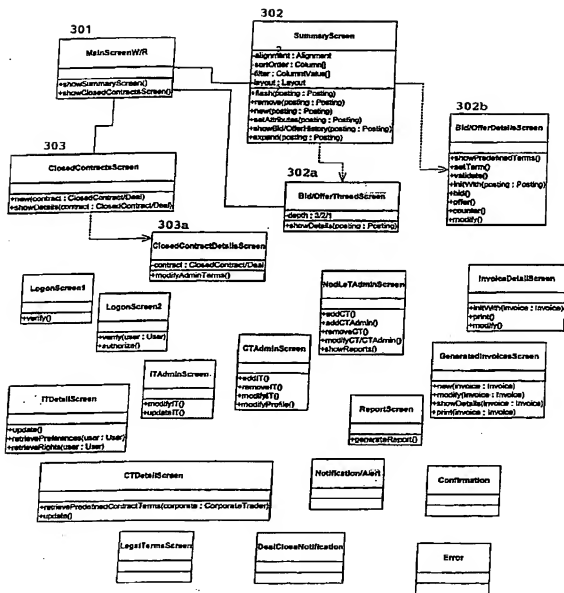 301
MainScreenW/R
+showSummaryScreen()
+showClosedContractsScreen()
302
SummaryScreen
-alignment : Alignment
-sortOrder : Column[]
-filter : ColumnValue[]
-layout : Layout
+flash(posting : Posting)
+remove(posting : Posting)
+new(posting : Posting)
+setAttributes(posting : Posting)
+showBid/OfferHistory(posting : Posting)
+expand(posting : Posting)
302b
Bid/OfferDetailsScreen
+showPredefinedTerms()
+setTerm()
+validate()
+initWith(posting : Posting)
+bid()
+offer()
+counter()
+modify()
303
ClosedContractsScreen
+new(contract : ClosedContract/Deal)
+showDetails(contract : ClosedContract/Deal)
302a
Bid/OfferThreadScreen
-depth : 3/2/1
+showDetails(posting : Posting)
303a
ClosedContractDetailsScreen
-contract : ClosedContract/Deal
+modifyAdminTerms()
LogonScreen1
+verify()
LogonScreen2
+verify(user : User)
+authorize()
NodLeTAdminScreen
+addCT()
+addCTAdmin()
+removeCT()
+modifyCT/CTAdmin()
+showReports()
InvoiceDetailScreen
+initWith(invoice : Invoice)
+print()
+modify()
ITDetailScreen
+update()
+retrievePreferences(user : User)
+retrieveRights(user : User)
ITAdminScreen
+modifyIT()
+updateIT()
CTAdminScreen
+addIT()
+removeIT()
+modifyIT()
+modifyProfile()
GeneratedInvoicesScreen
+new(invoice : Invoice)
+modify(invoice : Invoice)
+showDetails(invoice : Invoice)
+print(invoice : Invoice)
ReportScreen
+generateReport()
CTDetailScreen
+retrievePredefinedContractTerms(corporate : CorporateTrader)
+update()
Notification/Alert
Confirmation
LegalTermsScreen
DealCloseNotification
Error